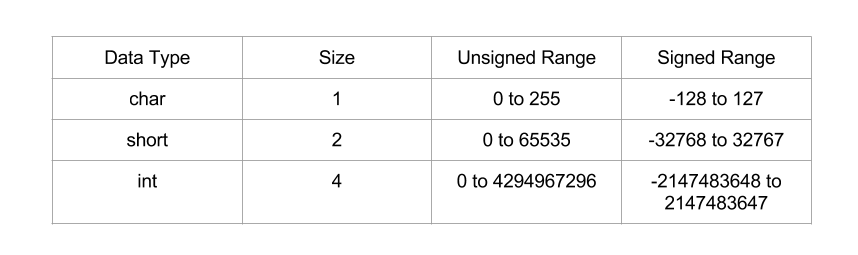 Data Type Size Unsigned Range Signed Range
char 1 0 to 255 -128 to 127
short 2 0 to 65535 -32768 to 32767
int 4 0 to 4294967296 -2147483648 to
2147483647